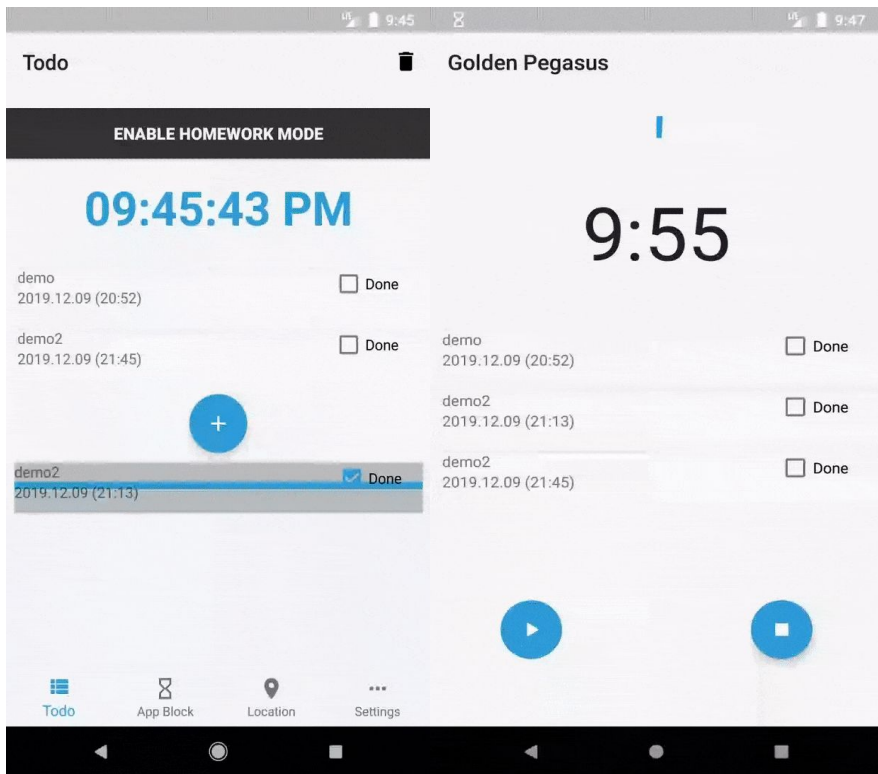 LTE 9:45
Todo
ENABLE HOMEWORK MODE
09:45:43 PM
demo
2019.12.09 (20:52)
Done
demo2
2019.12.09 (21:45)
Done
+
demo2
2019.12.09 (21:13)
Done
Todo
App Block
Location
Settings
LTE 9:47
Golden Pegasus
9:55
demo
2019.12.09 (20:52)
Done
demo2
2019.12.09 (21:13)
Done
demo2
2019.12.09 (21:45)
Done